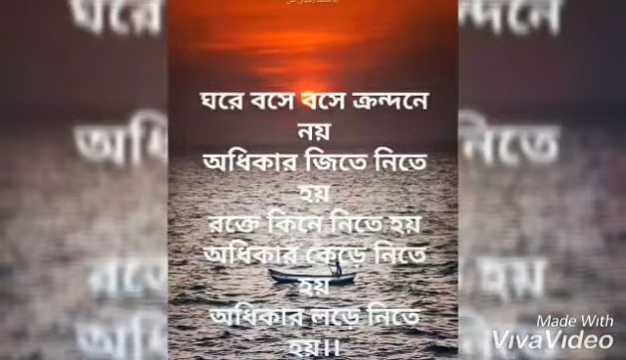 ঘরে বসে বসে ক্রন্দনে
নয়
অধিকার জিতে নিতে
হয়
রক্তে কিনে নিতে হয়
অধিকার কেড়ে নিতে
হয়
অধিকার লড়ে নিতে
হয়।।
Made With
VivaVideo